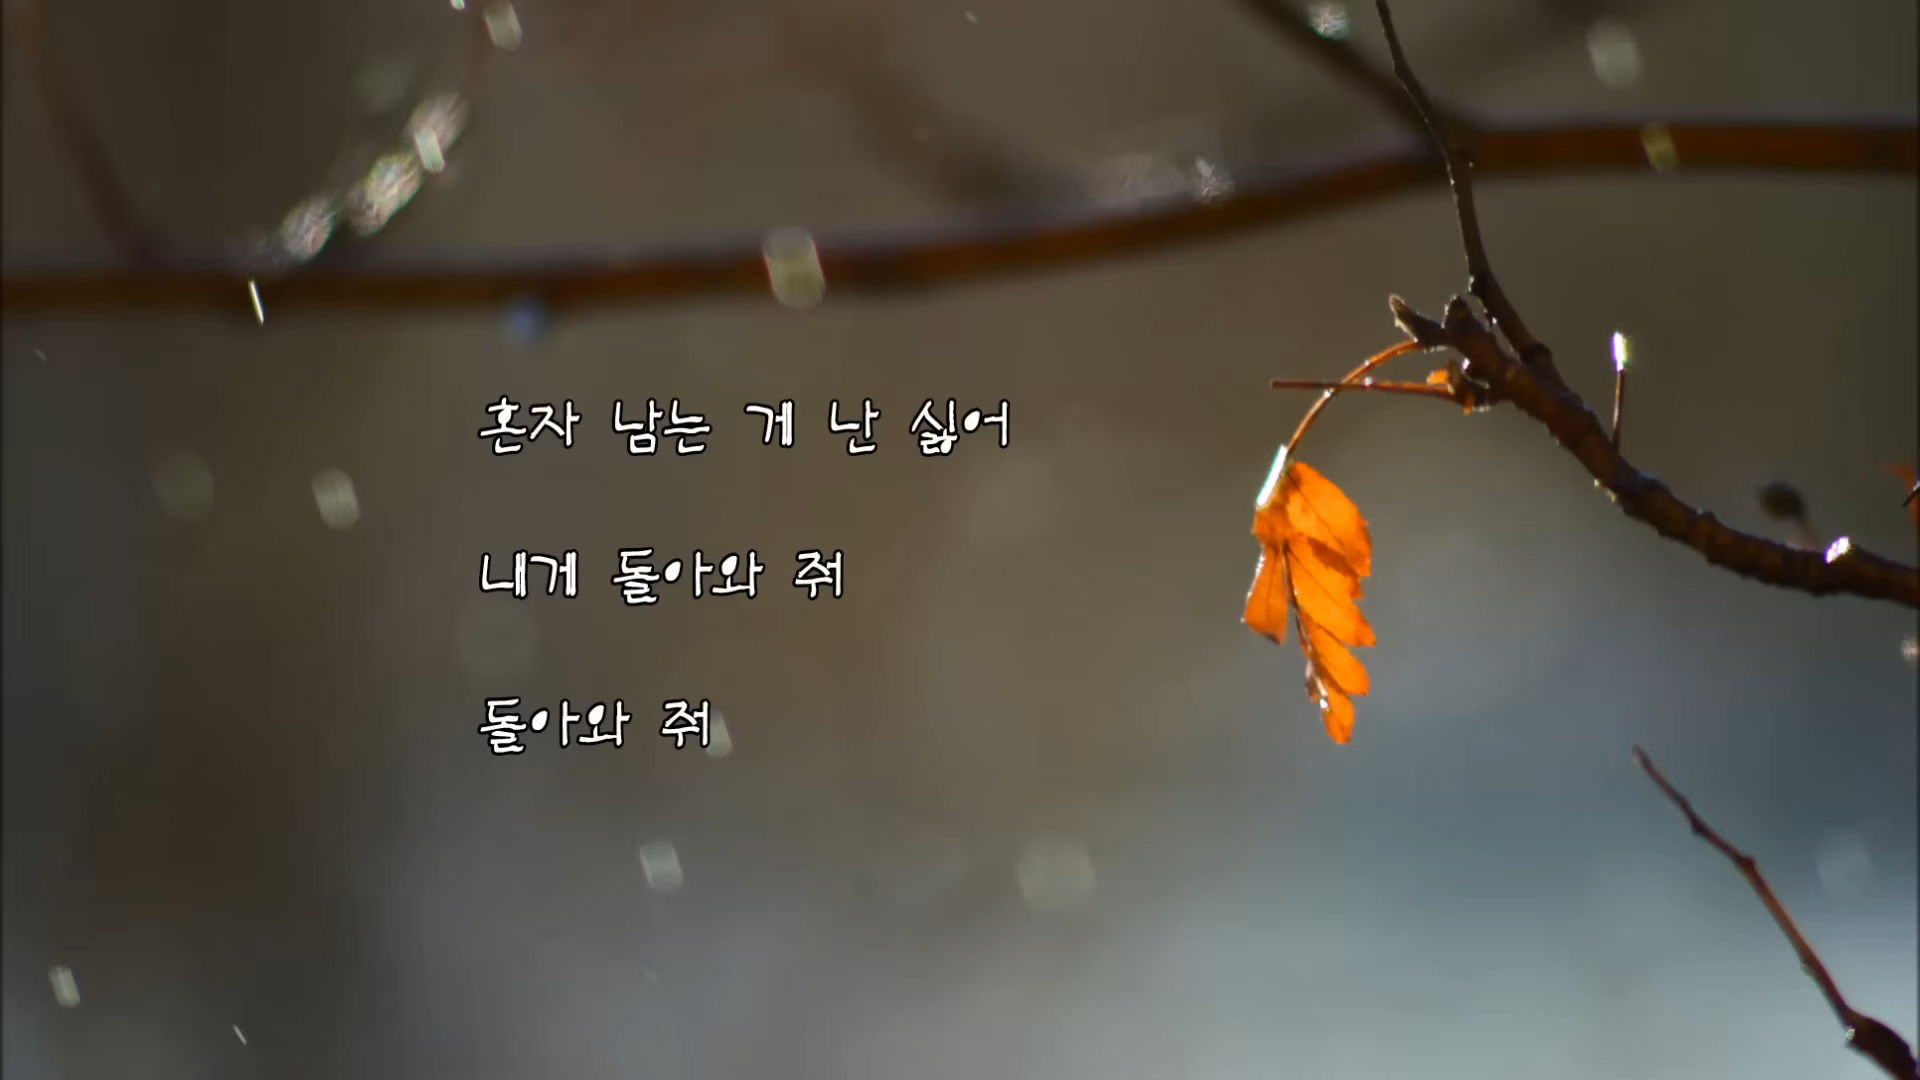 혼자 남는 게 난 싫어
내게 돌아와 줘
돌아와 줘